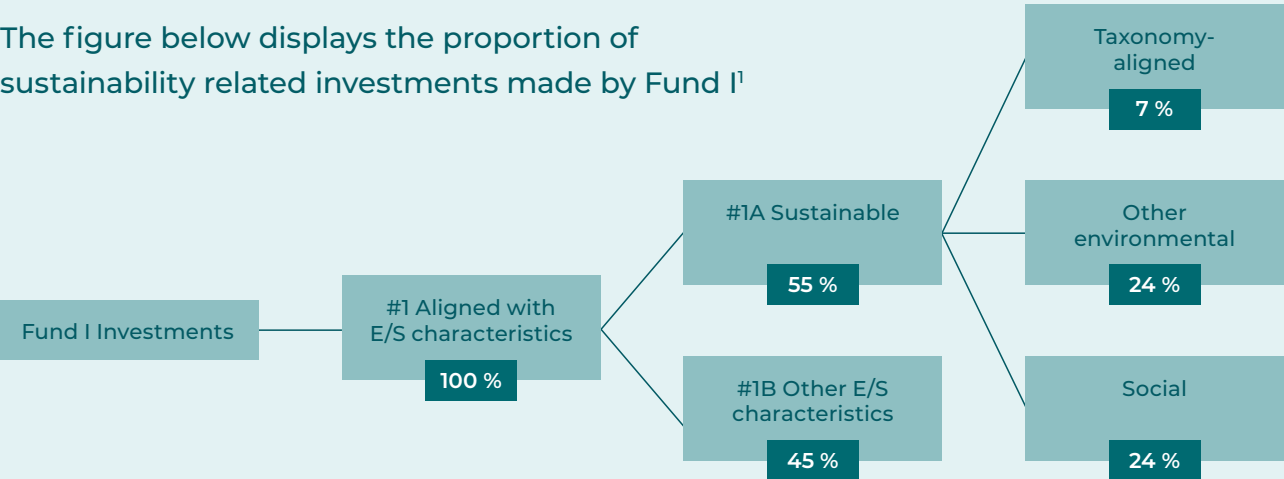 The figure below displays the proportion of
sustainability related investments made by Fund I¹
Fund I Investments
#1 Aligned with
E/S characteristics
100 %
#1A Sustainable
55 %
#1B Other E/S
characteristics
45 %
Taxonomy-
aligned
7 %
Other
environmental
24 %
Social
24 %